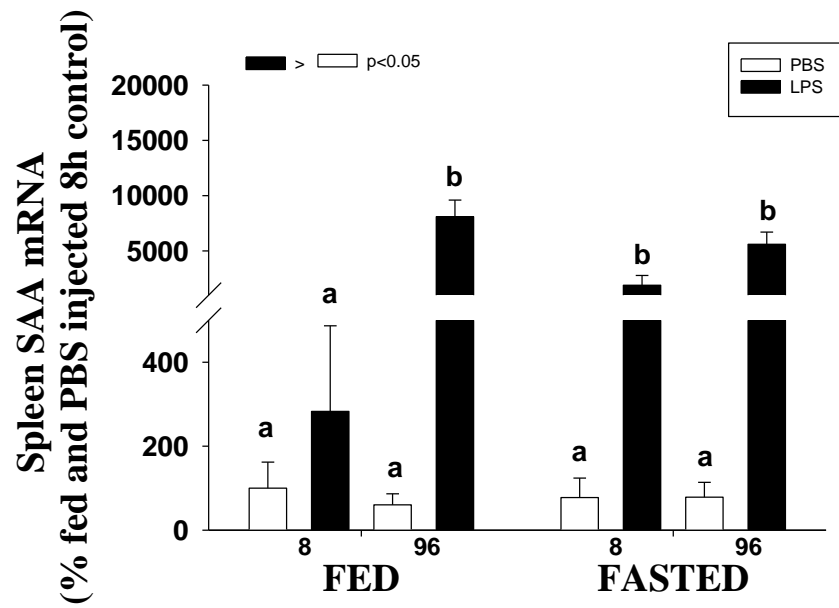 > p<0.05
PBS
LPS
Spleen SAA mRNA
(% fed and PBS injected 8h control)
20000
15000
10000
5000
400
200
0
a
a
a
b
a
b
a
b
8
96
8
96
FED
FASTED